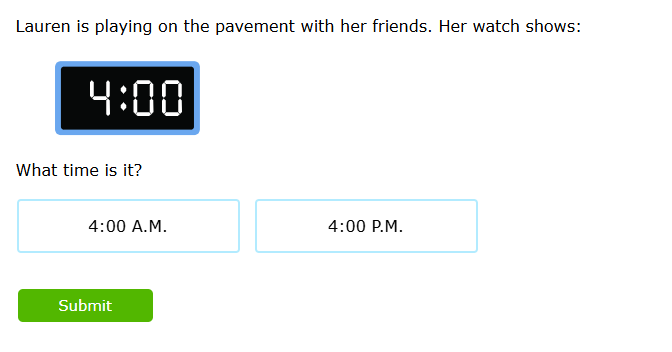 Lauren is playing on the pavement with her friends. Her watch shows:
4:00
What time is it?
4:00 A.M.
4:00 P.M.
Submit